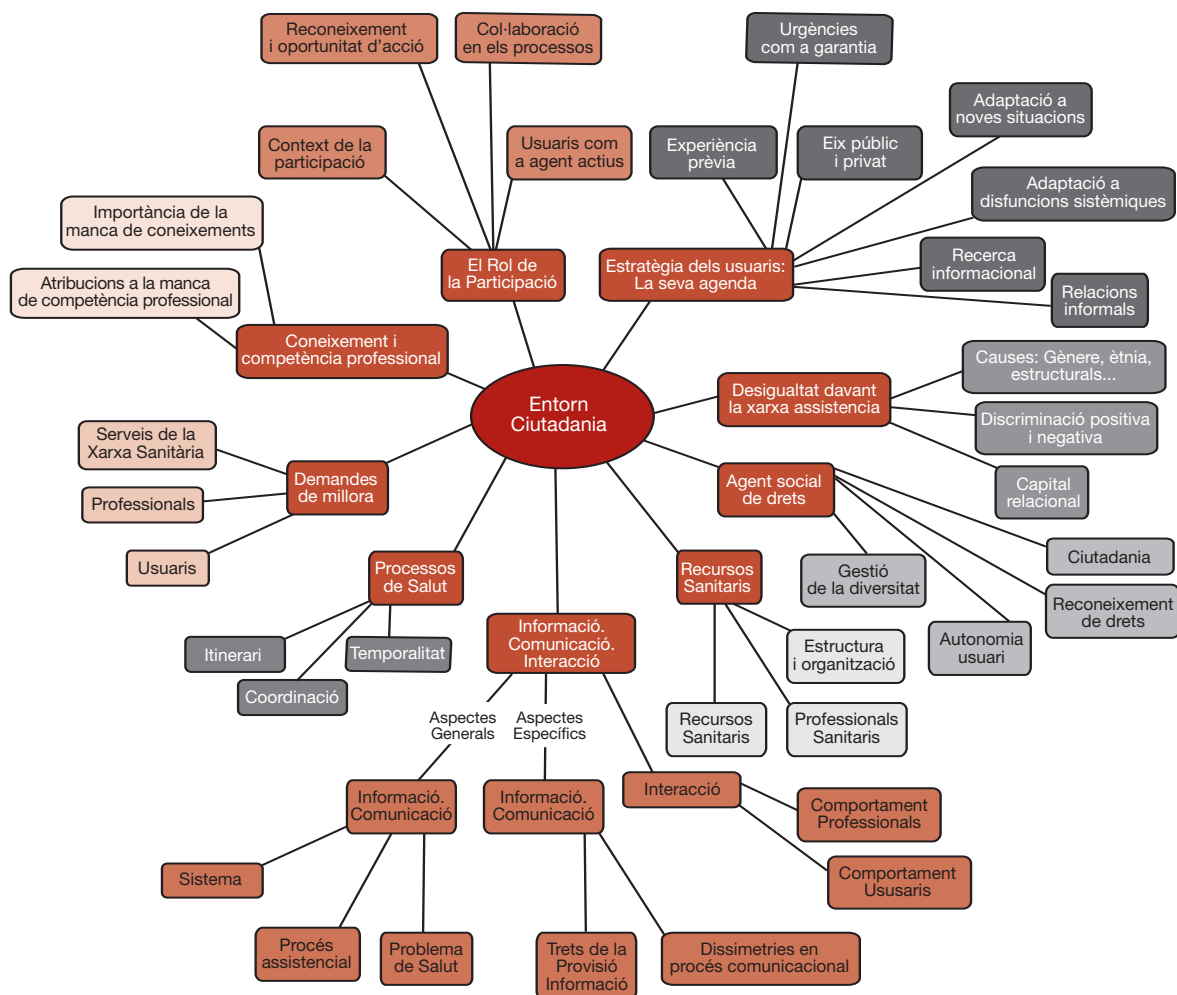 Reconeixement
i oportunitat d'acció
Col·laboració
en els processos
Urgències
com a garantia
Adaptació a
noves situacions
Context de la
participació
Usuaris com
a agent actius
Experiència
prèvia
Eix públic
i privat
Adaptació a
disfuncions sistèmiques
Importància de la
manca de coneixements
Atribucions a la manca
de competència professional
El Rol de
la Participació
Estratègia dels usuaris:
La seva agenda
Recerca
informacional
Relacions
informals
Coneixement i
competència professional
Entorn
Ciutadania
Desigualtat davant
la xarxa assistencia
Causes: Gènere, ètnia,
estructurals...
Discriminació positiva
i negativa
Capital
relacional
Serveis de la
Xarxa Sanitària
Professionals
Usuaris
Demandes
de millora
Agent social
de drets
Ciutadania
Reconeixement
de drets
Autonomia
usuari
Gestió
de la diversitat
Processos
de Salut
Itinerari
Coordinació
Temporalitat
Informació.
Comunicació.
Interacció
Recursos
Sanitaris
Estructura
i organització
Recursos
Sanitaris
Professionals
Sanitaris
Aspectes
Generals
Aspectes
Específics
Informació.
Comunicació
Informació.
Comunicació
Interacció
Comportament
Professionals
Comportament
Ususaris
Sistema
Procés
assistencial
Problema
de Salut
Trets de la
Provisió
Informació
Dissimetries en
procés comunicacional